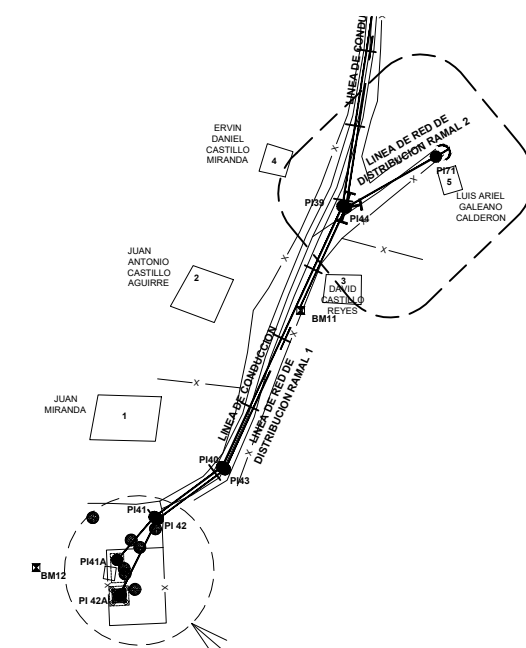 LINEA DE CONDU
ERVIN
DANIEL
CASTILLO
MIRANDA
4
LINEA DE RED DE
DISTRIBUCION RAMAL 2
PI71
5
LUIS ARIEL
GALEANO
CALDERON
PI39
PI44
JUAN
ANTONIO
CASTILLO
AGUIRRE
2
3
DAVID
CASTILLO
REYES
BM11
LINEA DE CONDUCCION
LINEA DE RED DE
DISTRIBUCION RAMAL 1
JUAN
MIRANDA
1
PI40
PI43
PI41
PI 42
PI41A
BM12
PI 42A